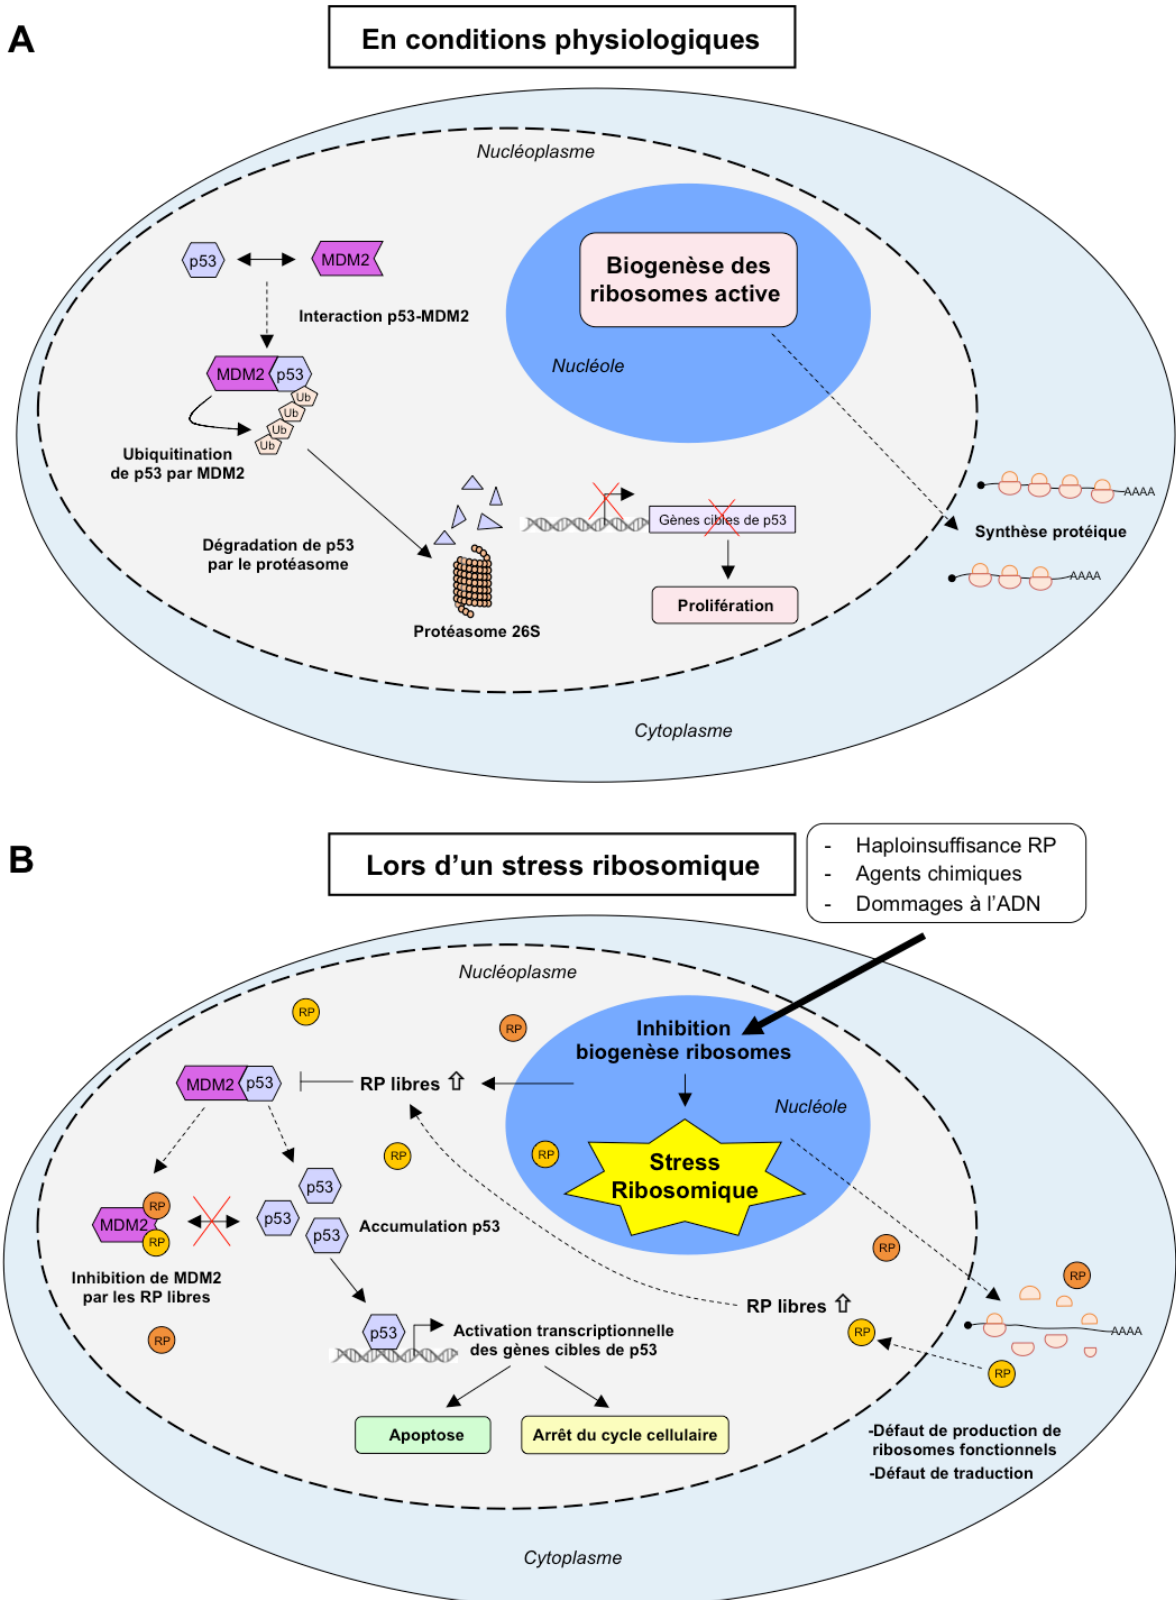 A
En conditions physiologiques
Nucléoplasme
p53
MDM2
Interaction p53-MDM2
Biogenèse des
ribosomes active
Nucléole
MDM2
p53
Ub
Ub
Ub
Ub
Ubiquitination
de p53 par MDM2
Dégradation de p53
par le protéasome
Protéasome 26S
Gènes cibles de p53
Prolifération
AAAA
Synthèse protéique
AAAA
Cytoplasme
B
Lors d'un stress ribosomique
- Haploinsuffisance RP
- Agents chimiques
- Dommages à l'ADN
Nucléoplasme
RP
RP
Inhibition
biogenèse ribosomes
MDM2
p53
RP libres
Nucléole
RP
RP
Stress
Ribosomique
p53
p53
p53
Accumulation p53
MDM2
RP
RP
Inhibition de MDM2
par les RP libres
RP
RP
RP
RP libres
RP
AAAA
RP
p53
Activation transcriptionnelle
des gènes cibles de p53
Apoptose
Arrêt du cycle cellulaire
-Défaut de production de
ribosomes fonctionnels
-Défaut de traduction
Cytoplasme